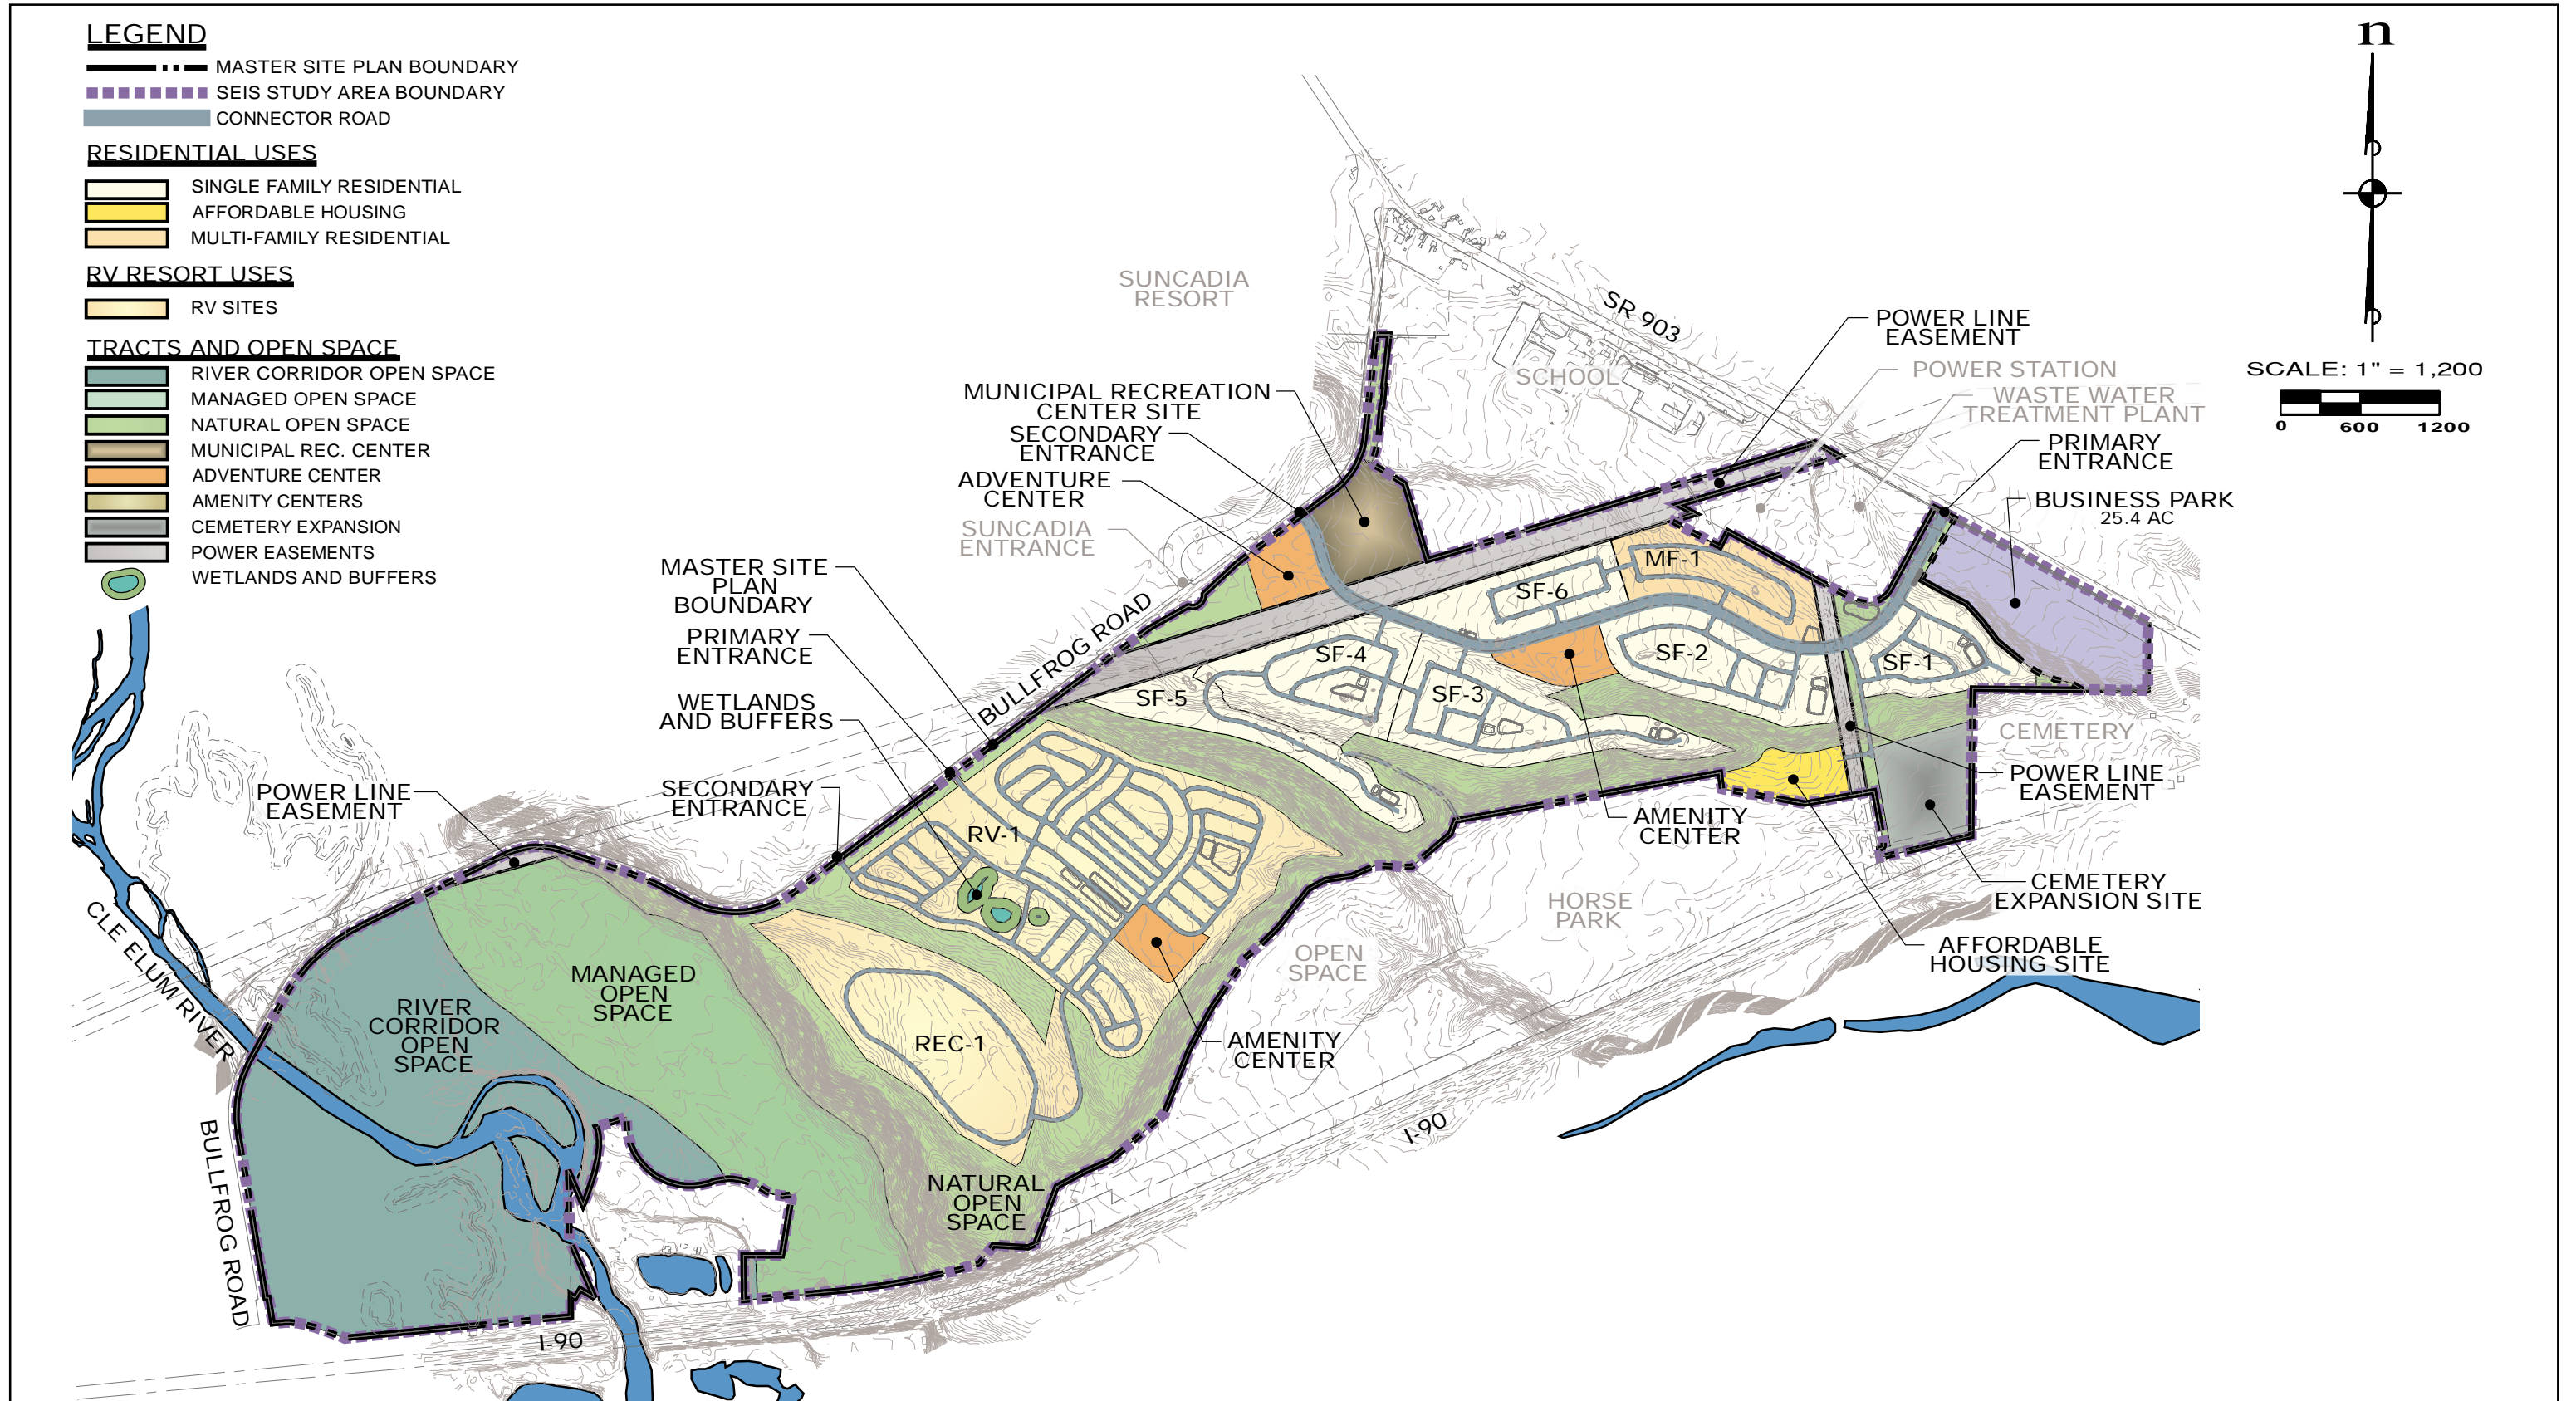 LEGEND
MASTER SITE PLAN BOUNDARY
SEIS STUDY AREA BOUNDARY
CONNECTOR ROAD
RESIDENTIAL USES
SINGLE FAMILY RESIDENTIAL
AFFORDABLE HOUSING
MULTI-FAMILY RESIDENTIAL
RV RESORT USES
RV SITES
TRACTS AND OPEN SPACE
RIVER CORRIDOR OPEN SPACE
MANAGED OPEN SPACE
NATURAL OPEN SPACE
MUNICIPAL REC. CENTER
ADVENTURE CENTER
AMENITY CENTERS
CEMETERY EXPANSION
POWER EASEMENTS
WETLANDS AND BUFFERS
n
SCALE: 1" = 1,200
0 600 1200
SUNCADIA
RESORT
SR 903
SCHOOL
POWER LINE
EASEMENT
POWER STATION
WASTE WATER
TREATMENT PLANT
PRIMARY
ENTRANCE
BUSINESS PARK
25.4 AC
MUNICIPAL RECREATION
CENTER SITE
SECONDARY
ENTRANCE
ADVENTURE
CENTER
SUNCADIA
ENTRANCE
MASTER SITE
PLAN
BOUNDARY
PRIMARY
ENTRANCE
WETLANDS
AND BUFFERS
SECONDARY
ENTRANCE
POWER LINE
EASEMENT
BULLFROG ROAD
MF-1
SF-6
SF-4
SF-2
SF-1
SF-3
SF-5
CEMETERY
POWER LINE
EASEMENT
AMENITY
CENTER
CEMETERY
EXPANSION SITE
AFFORDABLE
HOUSING SITE
HORSE
PARK
OPEN
SPACE
RV-1
REC-1
AMENITY
CENTER
MANAGED
OPEN
SPACE
RIVER
CORRIDOR
OPEN
SPACE
NATURAL
OPEN
SPACE
CLE ELUM RIVER
BULLFROG ROAD
I-90
I-90